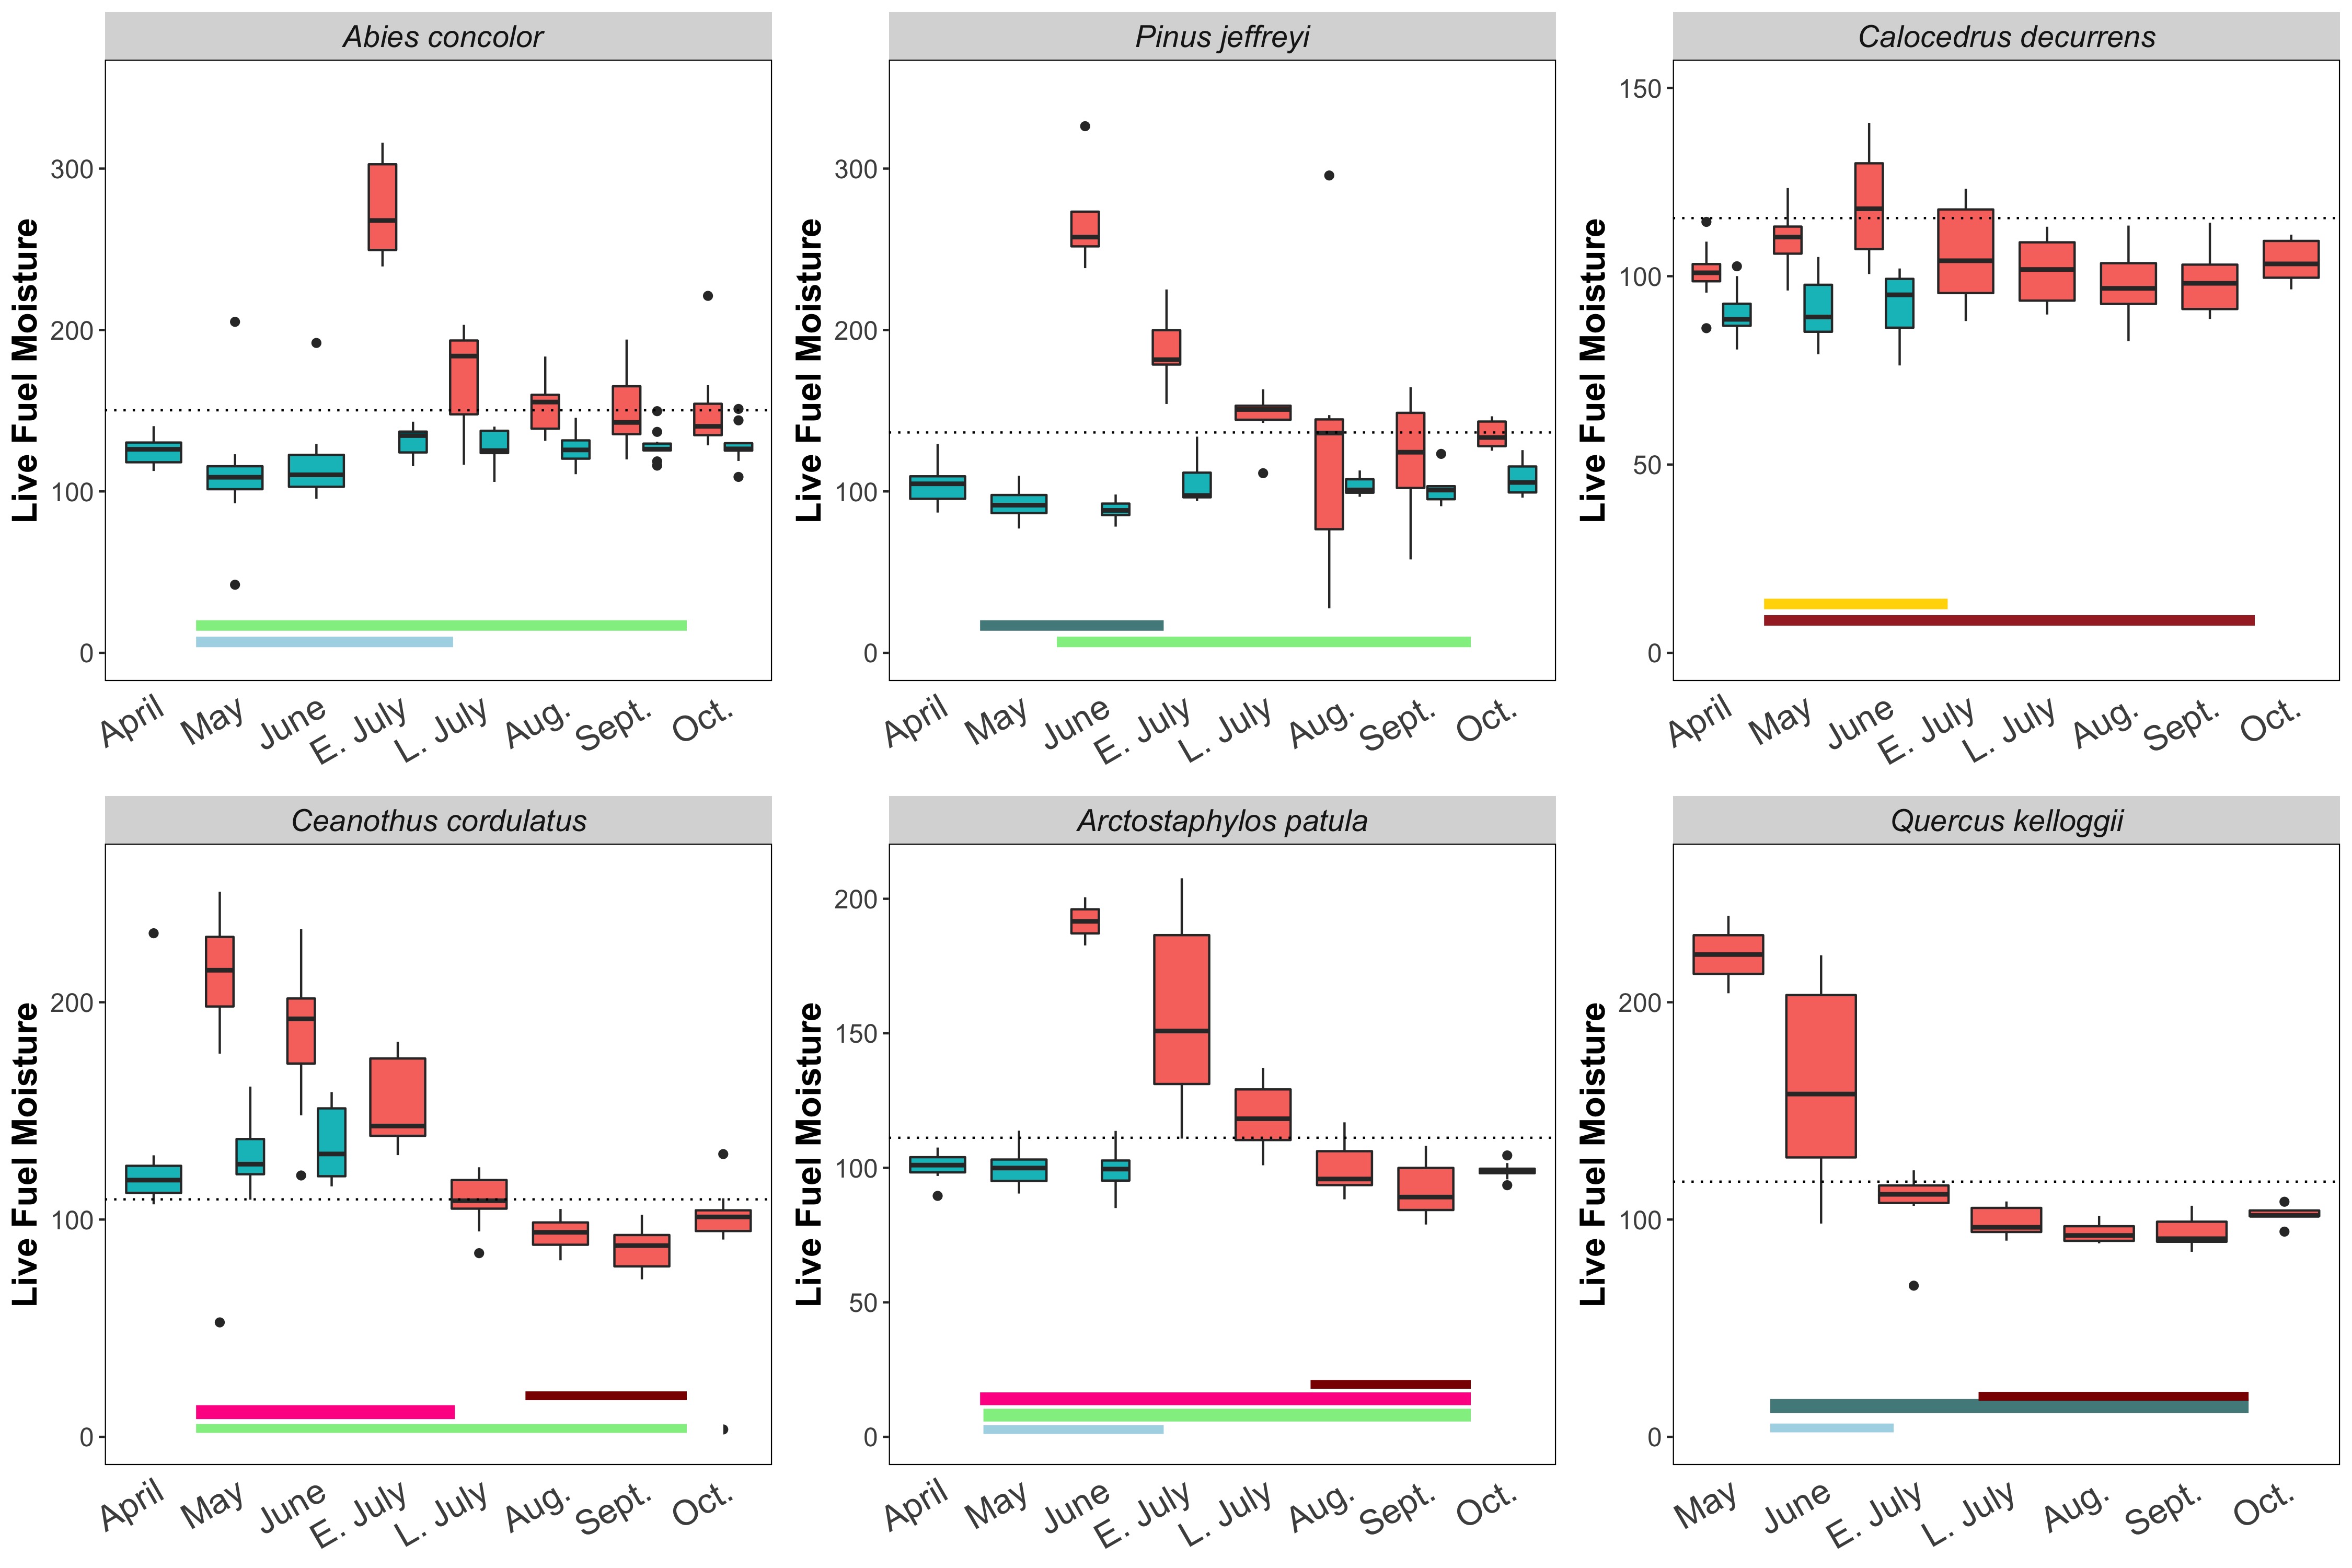 Abies concolor
Live Fuel Moisture
300
200
100
0
April May June E. July L. July Aug. Sept. Oct.
Pinus jeffreyi
Live Fuel Moisture
300
200
100
0
April May June E. July L. July Aug. Sept. Oct.
Calocedrus decurrens
Live Fuel Moisture
150
100
50
0
April May June E. July L. July Aug. Sept. Oct.
Ceanothus cordulatus
Live Fuel Moisture
200
100
0
April May June E. July L. July Aug. Sept. Oct.
Arctostaphylos patula
Live Fuel Moisture
200
150
100
50
0
April May June E. July L. July Aug. Sept. Oct.
Quercus kelloggii
Live Fuel Moisture
200
100
0
May June E. July L. July Aug. Sept. Oct.